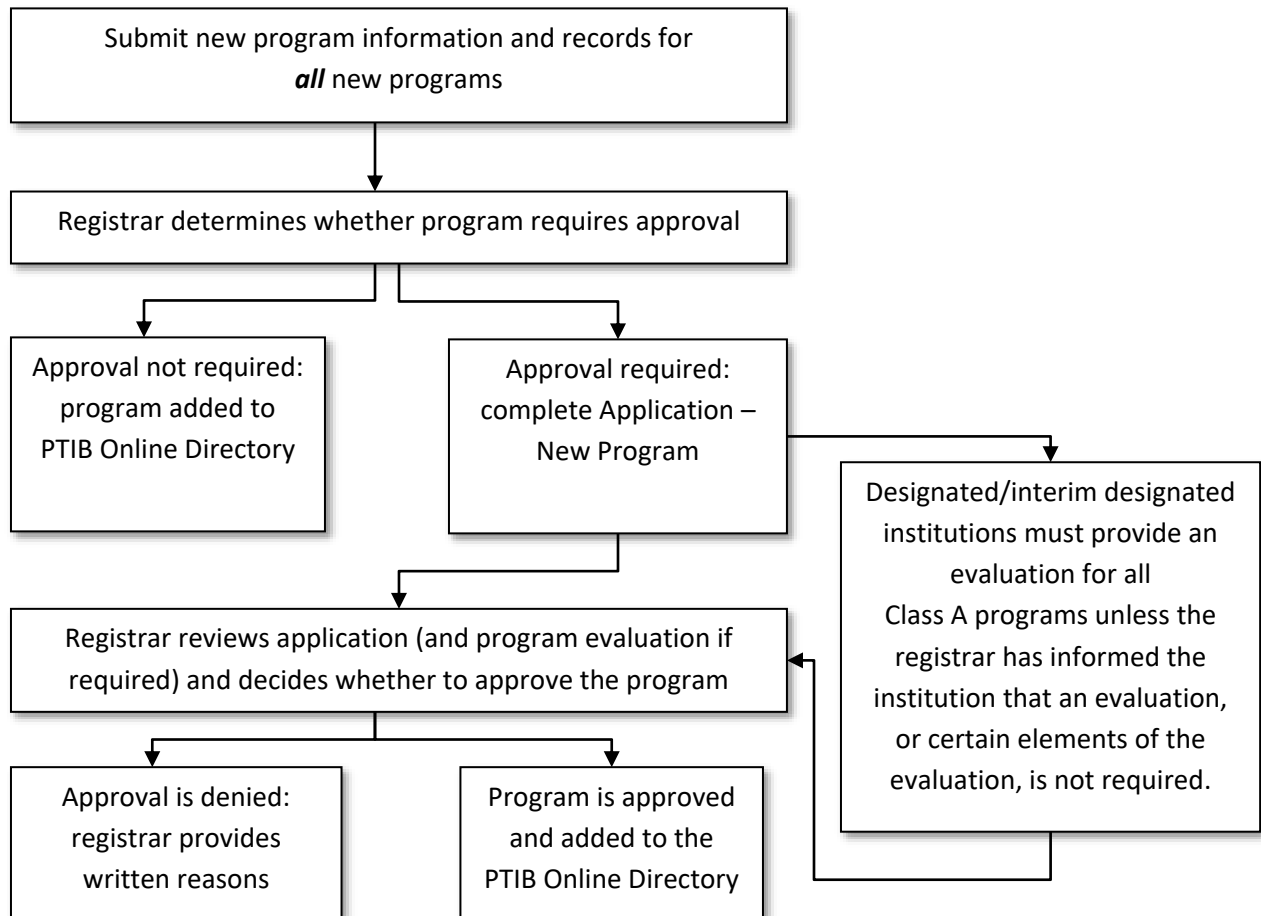 Submit new program information and records for
all new programs
Registrar determines whether program requires approval
Approval not required:
program added to
PTIB Online Directory
Approval required:
complete Application –
New Program
Designated/interim designated
institutions must provide an
evaluation for all
Class A programs unless the
registrar has informed the
institution that an evaluation,
or certain elements of the
evaluation, is not required.
Registrar reviews application (and program evaluation if
required) and decides whether to approve the program
Approval is denied:
registrar provides
written reasons
Program is approved
and added to the
PTIB Online Directory